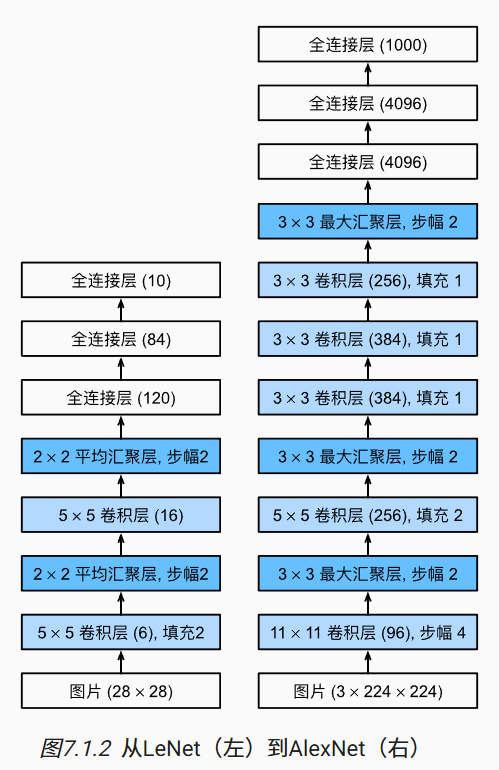 全连接层 (10)
全连接层 (84)
全连接层 (120)
2 × 2 平均汇聚层, 步幅2
5 × 5 卷积层 (16)
2 × 2 平均汇聚层, 步幅2
5 × 5 卷积层 (6), 填充2
图片 (28 × 28)
全连接层 (1000)
全连接层 (4096)
全连接层 (4096)
3 × 3 最大汇聚层, 步幅 2
3 × 3 卷积层 (256), 填充 1
3 × 3 卷积层 (384), 填充 1
3 × 3 卷积层 (384), 填充 1
3 × 3 最大汇聚层, 步幅 2
5 × 5 卷积层 (256), 填充 2
3 × 3 最大汇聚层, 步幅 2
11 × 11 卷积层 (96), 步幅 4
图片 (3 × 224 × 224)
图7.1.2 从LeNet（左）到AlexNet（右）